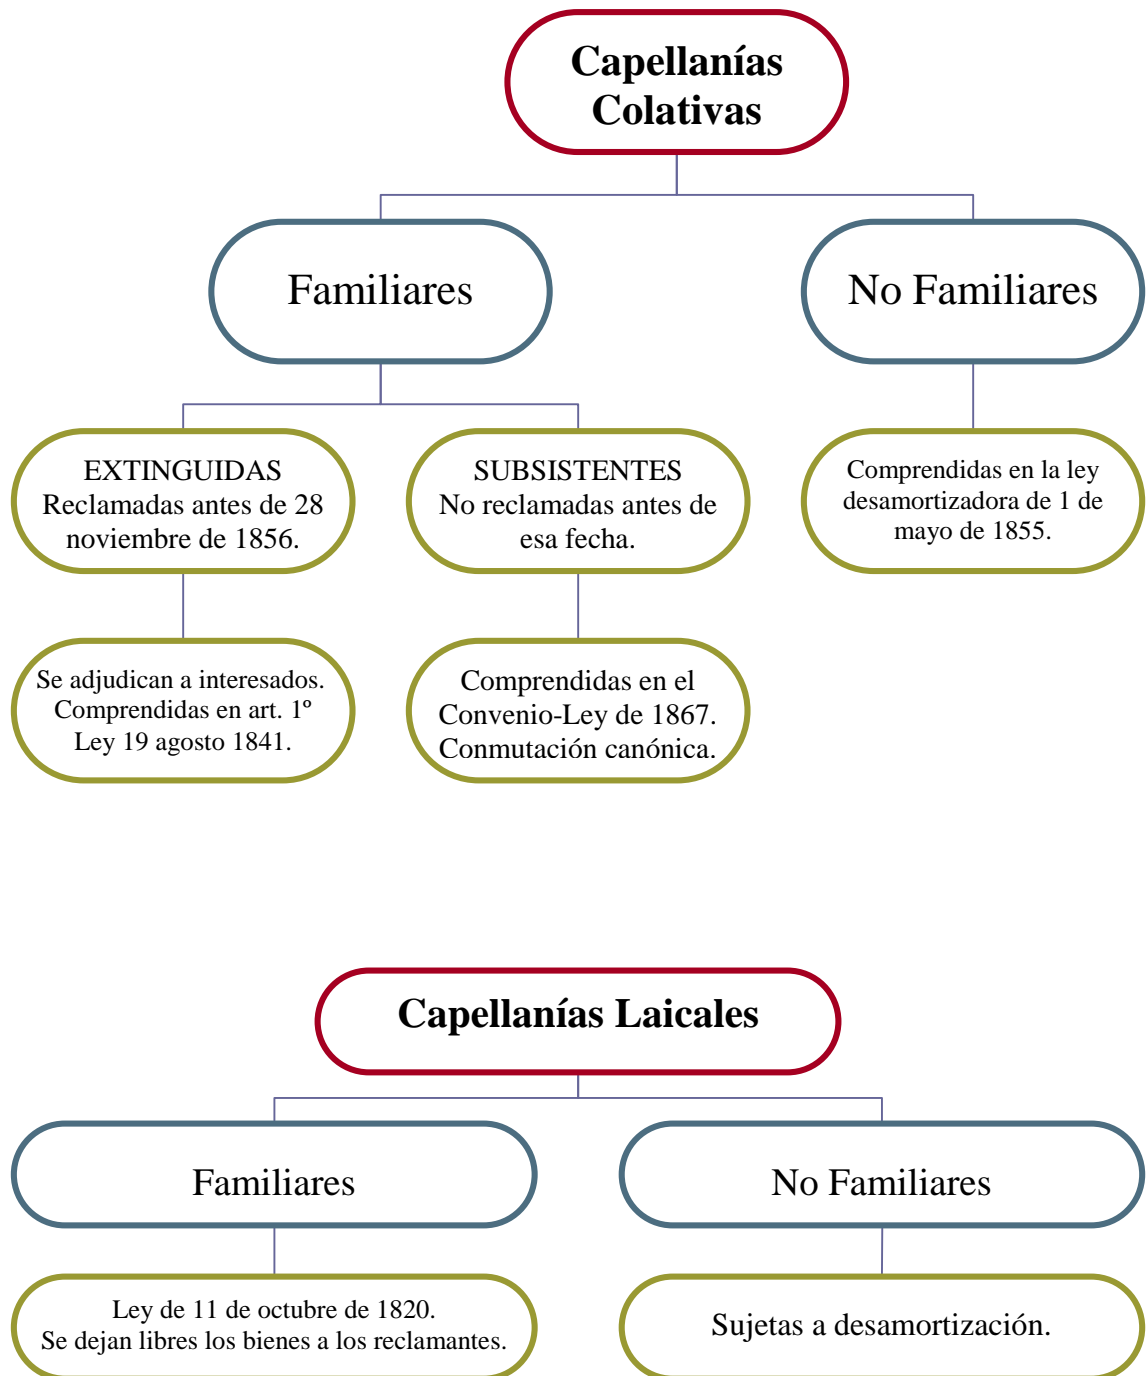 Capellanías
Colativas
Familiares
No Familiares
EXTINGUIDAS
Reclamadas antes de 28
noviembre de 1856.
SUBSISTENTES
No reclamadas antes de
esa fecha.
Comprendidas en la ley
desamortizadora de 1 de
mayo de 1855.
Se adjudican a interesados.
Comprendidas en art. 1º
Ley 19 agosto 1841.
Comprendidas en el
Convenio-Ley de 1867.
Conmutación canónica.
Capellanías Laicales
Familiares
No Familiares
Ley de 11 de octubre de 1820.
Se dejan libres los bienes a los reclamantes.
Sujetas a desamortización.